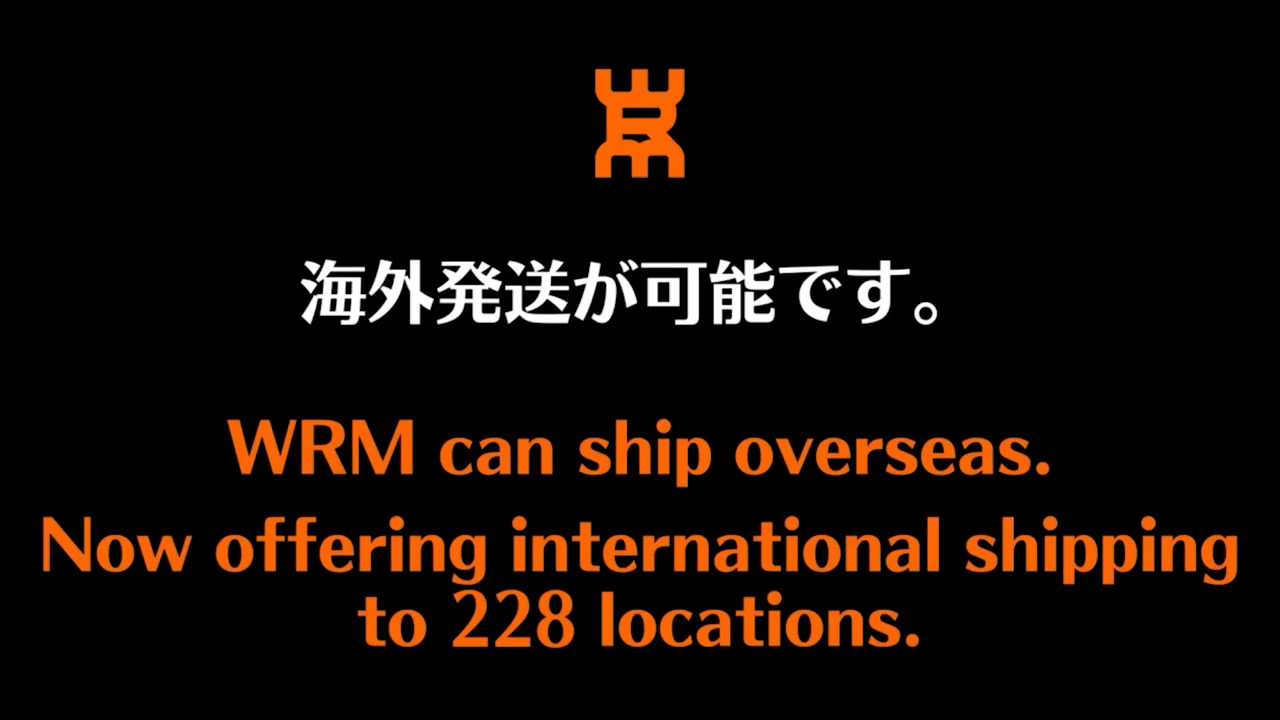 海外発送が可能です。
WRM can ship overseas.
Now offering international shipping
to 228 locations.